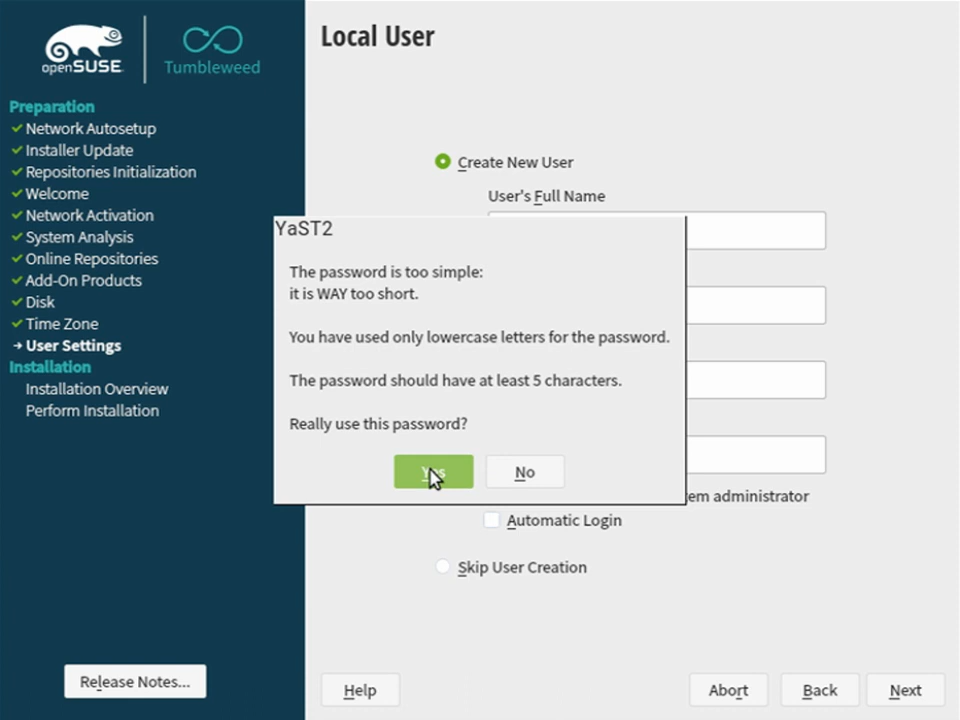 openSUSE
Tumbleweed
Preparation
Network Autosetup
Installer Update
Repositories Initialization
Welcome
Network Activation
System Analysis
Online Repositories
Add-On Products
Disk
Time Zone
User Settings
Installation
Installation Overview
Perform Installation
Release Notes...
Local User
Create New User
User's Full Name
YaST2
The password is too simple:
it is WAY too short.
You have used only lowercase letters for the password.
The password should have at least 5 characters.
Really use this password?
Yes
No
em administrator
Automatic Login
Skip User Creation
Help
Abort
Back
Next